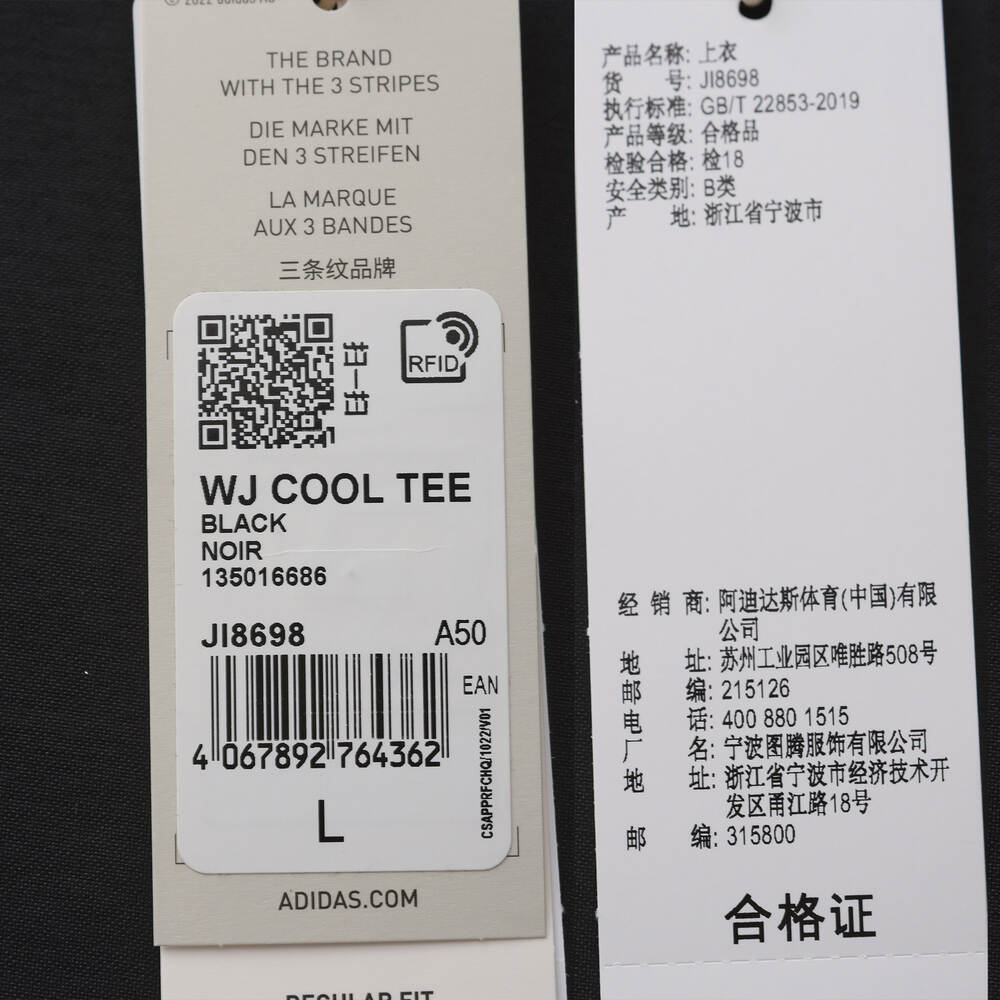 © 2022 adidas AG
THE BRAND
WITH THE 3 STRIPES
DIE MARKE MIT
DEN 3 STREIFEN
LA MARQUE
AUX 3 BANDES
三条纹品牌
扫一扫
RFID
WJ COOL TEE
BLACK
NOIR
135016686
JI8698 A50
EAN
4 067892 764362
CSAPPRFCHQ/1022/V01
L
ADIDAS.COM
REGULAR FIT
产品名称: 上衣
货 号: JI8698
执行标准: GB/T 22853-2019
产品等级: 合格品
检验合格: 检18
安全类别: B类
产 地: 浙江省宁波市
经 销 商: 阿迪达斯体育(中国)有限
公司
地 址: 苏州工业园区唯胜路508号
邮 编: 215126
电 话: 400 880 1515
厂 名: 宁波图腾服饰有限公司
地 址: 浙江省宁波市经济技术开
发区甬江路18号
邮 编: 315800
合格证